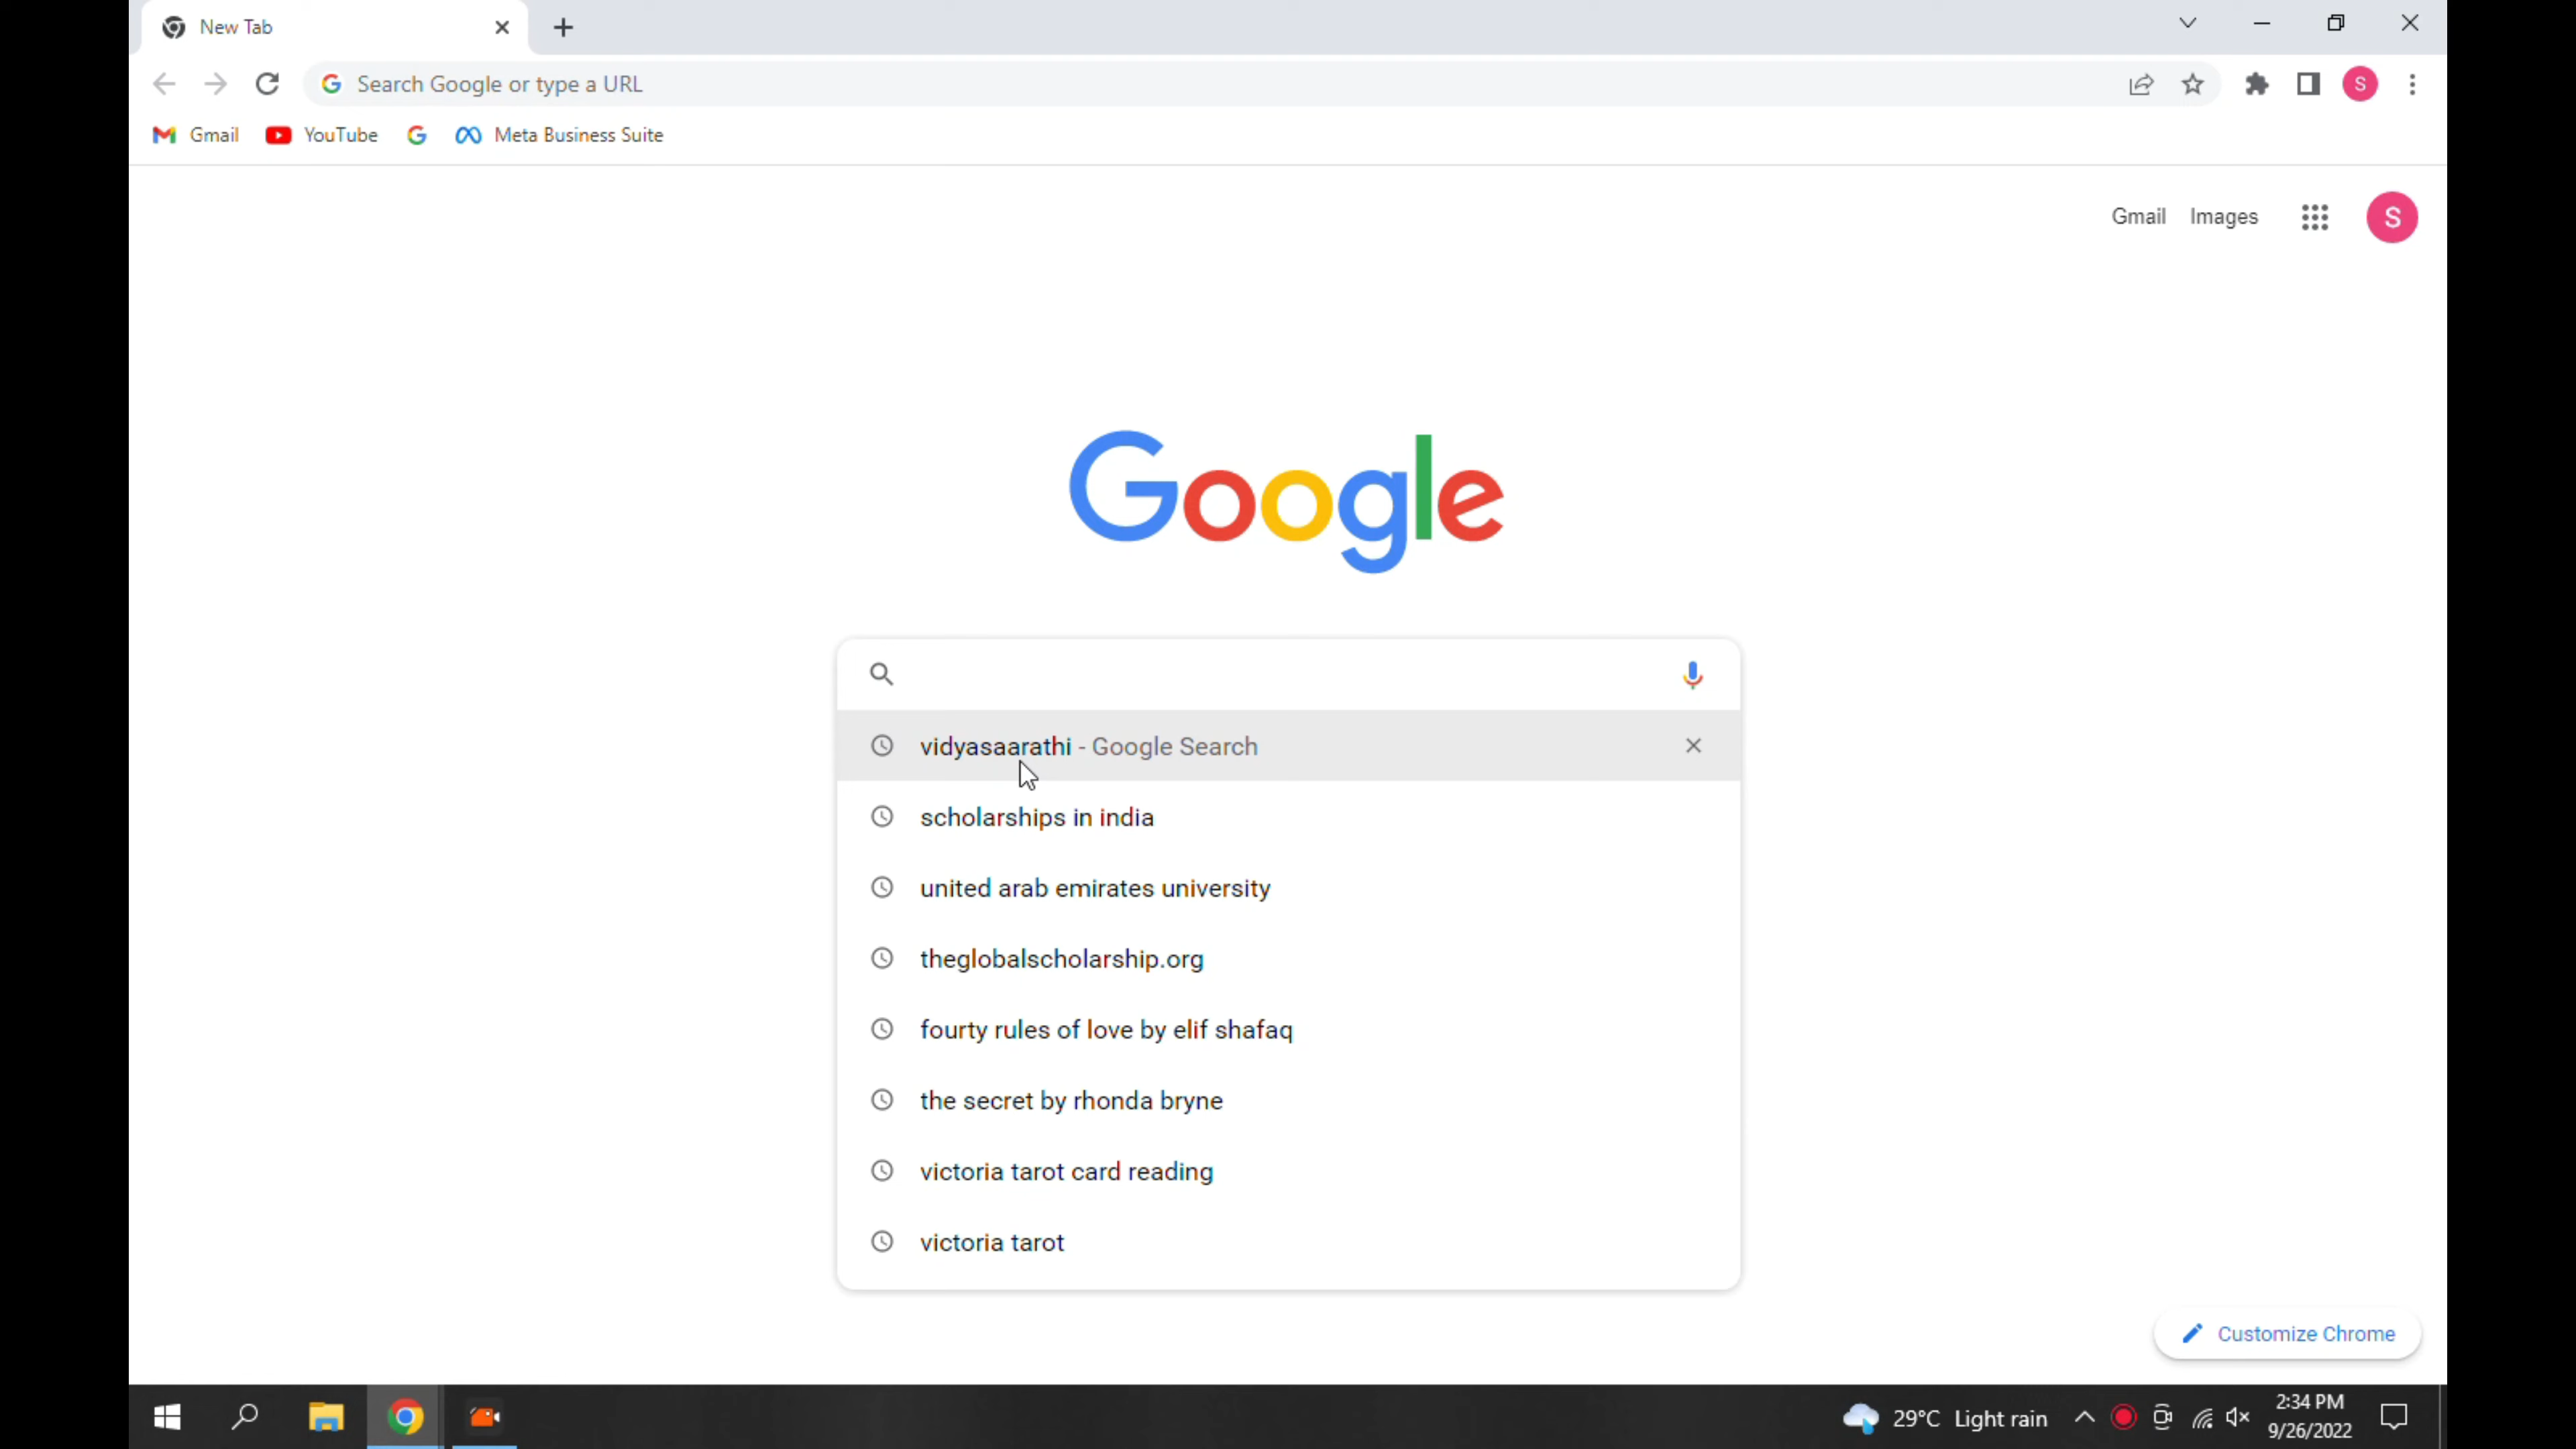 New Tab
Search Google or type a URL
S
Gmail
YouTube
Meta Business Suite
Gmail
Images
S
Google
vidyasaarathi - Google Search
scholarships in india
united arab emirates university
theglobalscholarship.org
fourty rules of love by elif shafaq
the secret by rhonda bryne
victoria tarot card reading
victoria tarot
Customize Chrome
29°C Light rain
2:34 PM
9/26/2022